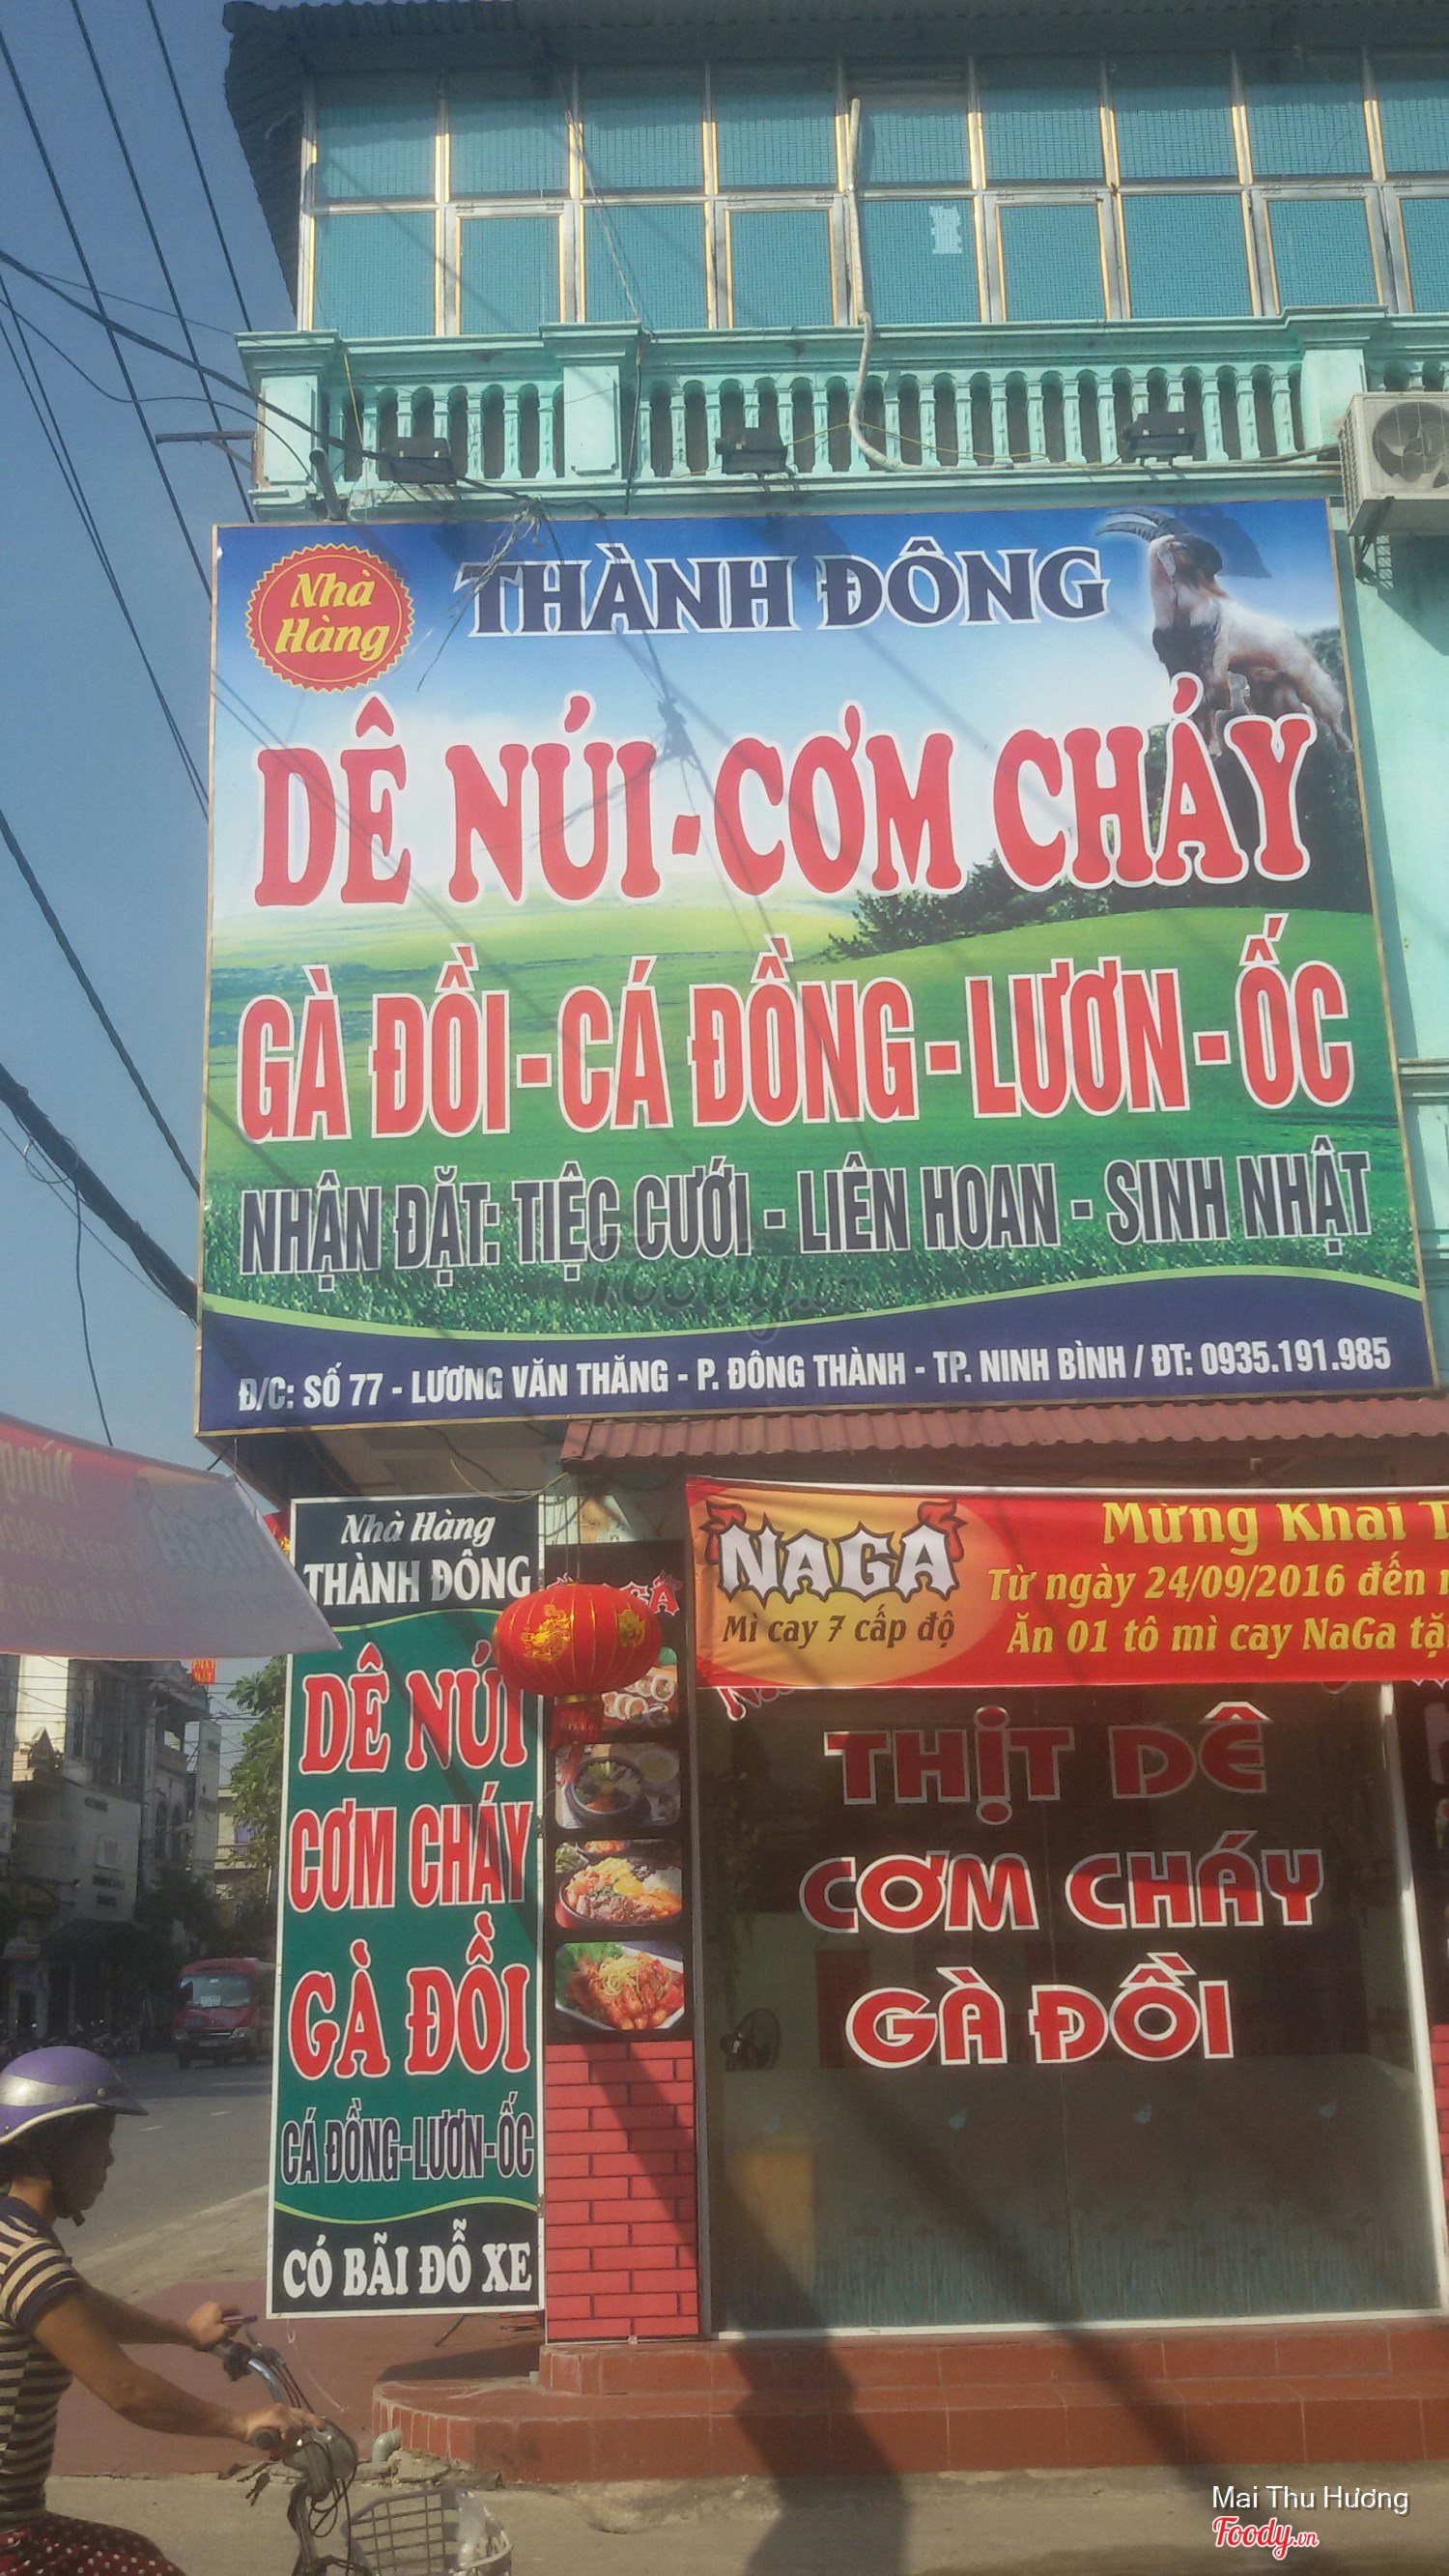 Nhà
Hàng
THÀNH ĐÔNG
DÊ NÚI - CƠM CHÁY
GÀ ĐỒI - CÁ ĐỒNG - LƯƠN - ỐC
NHẬN ĐẶT: TIỆC CƯỚI - LIÊN HOAN - SINH NHẬT
Đ/C: SỐ 77 - LƯƠNG VĂN THĂNG - P. ĐÔNG THÀNH - TP. NINH BÌNH / ĐT: 0935.191.985
Nhà Hàng
THÀNH ĐÔNG
DÊ NÚI
CƠM CHÁY
GÀ ĐỒI
CÁ ĐỒNG-LƯƠN-ỐC
CÓ BÃI ĐỖ XE
NAGA
Mì cay 7 cấp độ
Mừng Khai
Từ ngày 24/09/2016 đến
Ăn 01 tô mì cay NaGa
THỊT DÊ
CƠM CHÁY
GÀ ĐỒI
Mai Thu Hương
Foody.vn